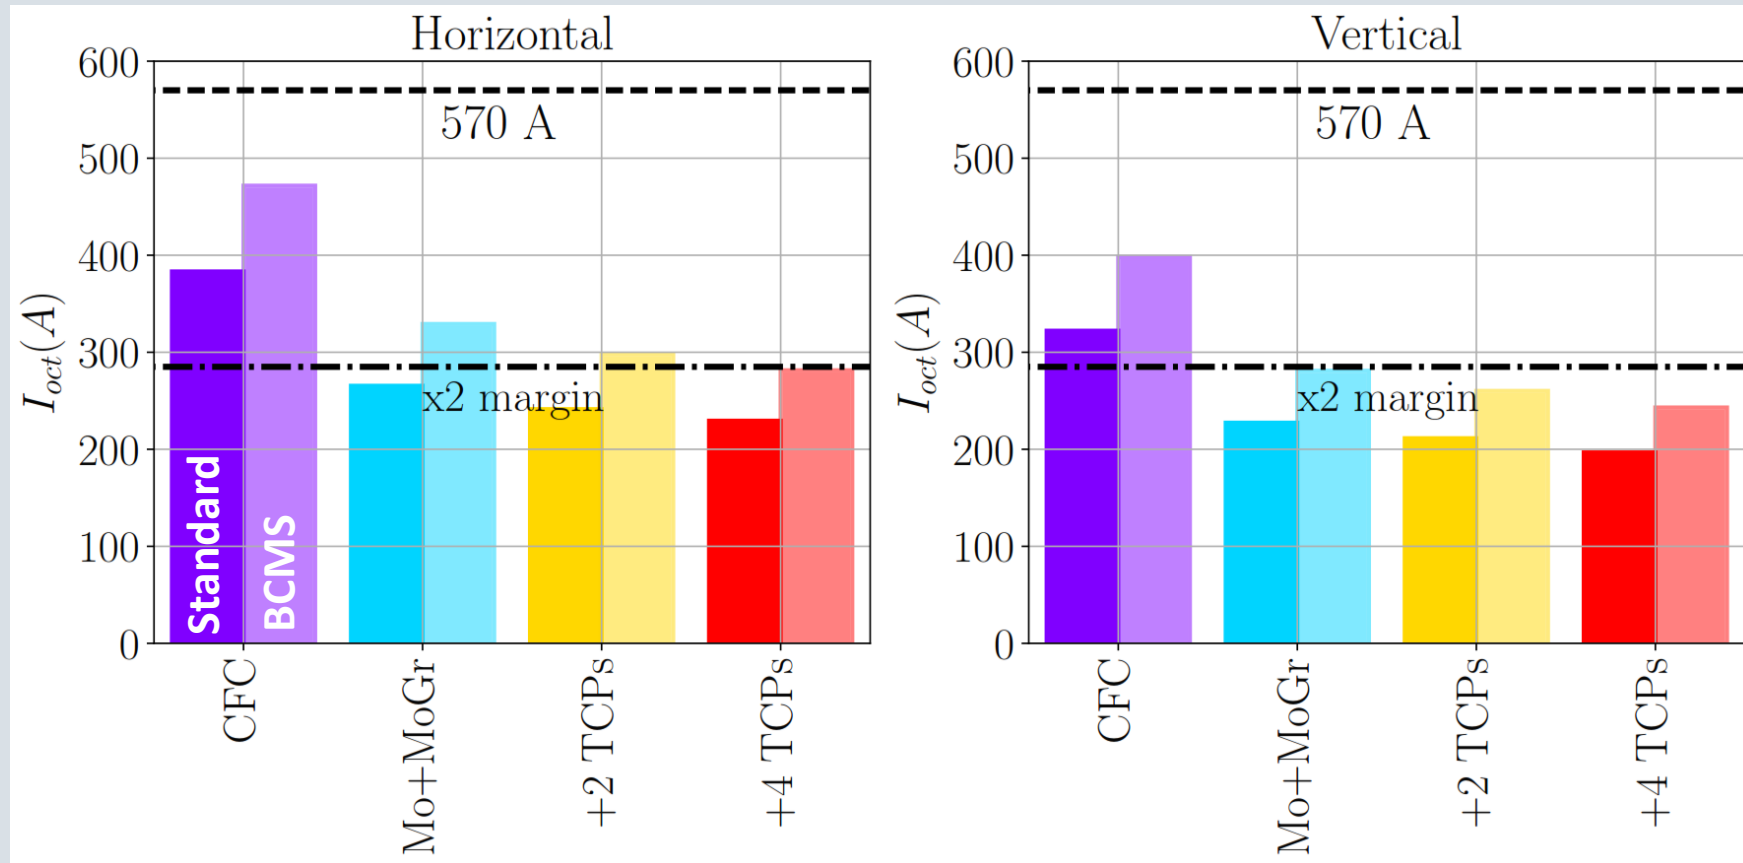 Horizontal
600
500
400
300
200
100
0
I_oct(A)
570 A
x2 margin
Standard
BCMS
CFC
Mo+MoGr
+2 TCPs
+4 TCPs
Vertical
600
500
400
300
200
100
0
I_oct(A)
570 A
x2 margin
CFC
Mo+MoGr
+2 TCPs
+4 TCPs